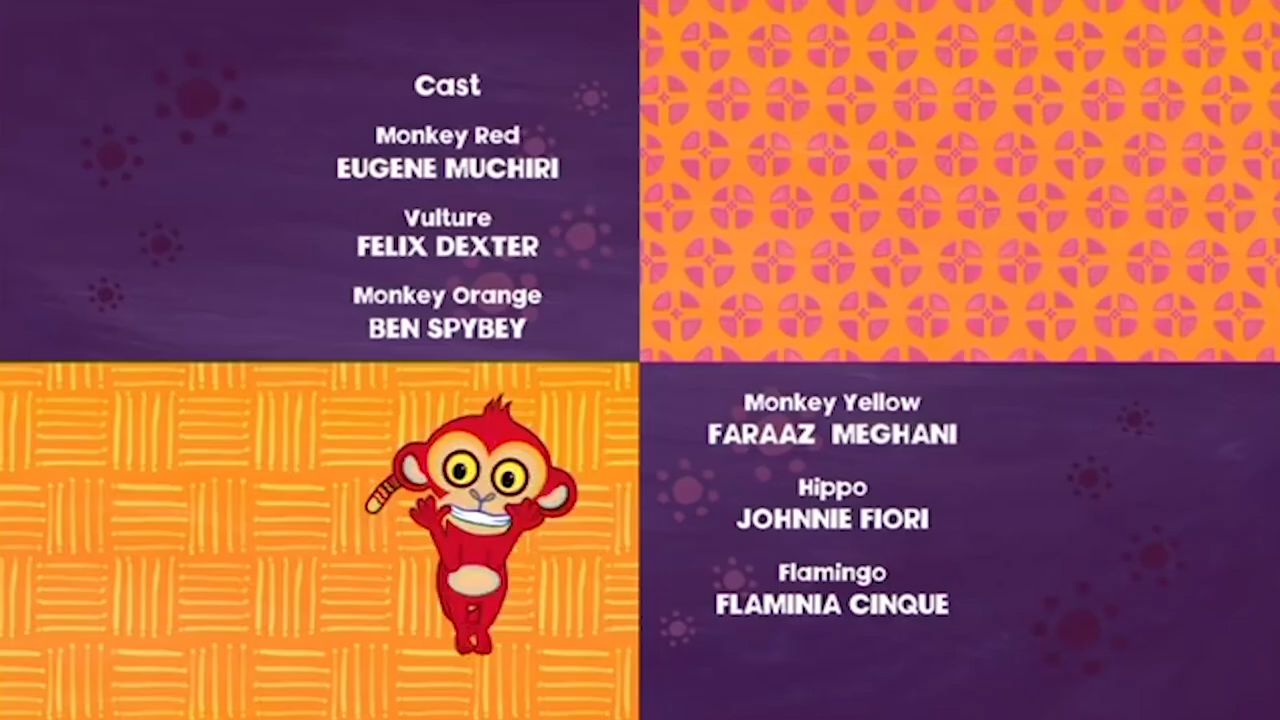 Cast
Monkey Red
EUGENE MUCHIRI
Vulture
FELIX DEXTER
Monkey Orange
BEN SPYBEY
Monkey Yellow
FARAAZ MEGHANI
Hippo
JOHNNIE FIORI
Flamingo
FLAMINIA CINQUE